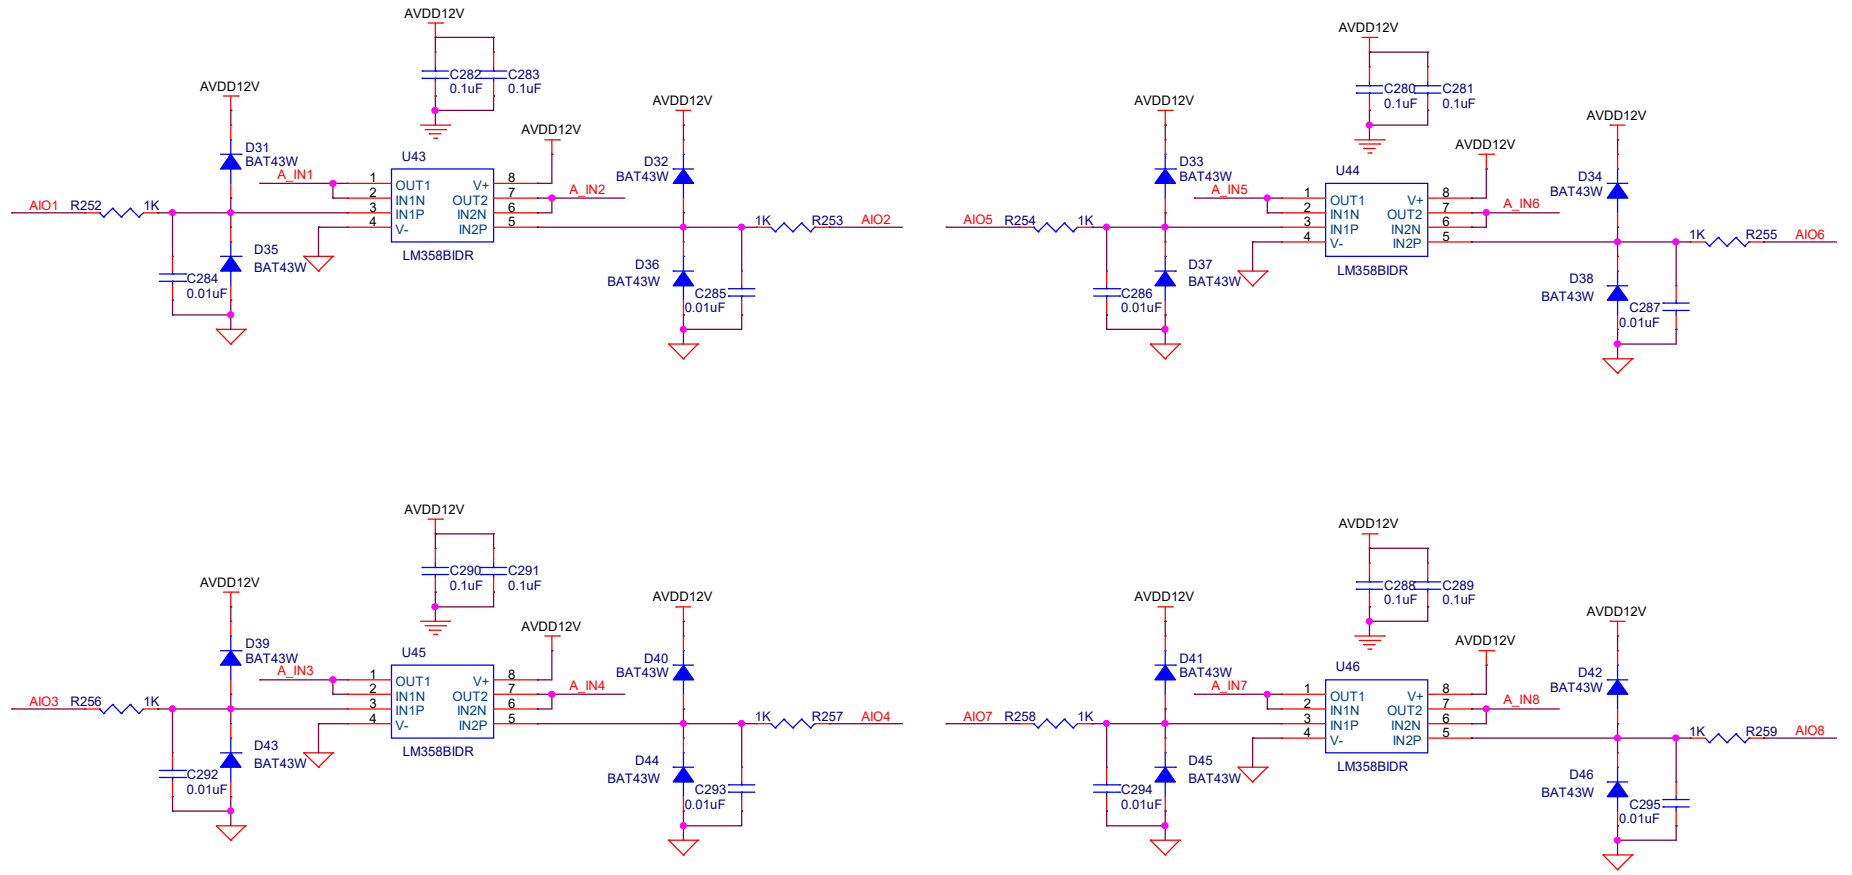 AVDD12V
C282
0.1uF
C283
0.1uF
AVDD12V
D31
BAT43W
A_IN1
AIO1
R252
1K
D35
BAT43W
C284
0.01uF
U43
1
2
3
4
OUT1
IN1N
IN1P
V-
V+
OUT2
IN2N
IN2P
8
7
6
5
LM358BIDR
AVDD12V
A_IN2
AVDD12V
D32
BAT43W
D36
BAT43W
C285
0.01uF
1K
R253
AIO2
AVDD12V
C280
0.1uF
C281
0.1uF
AVDD12V
D33
BAT43W
A_IN5
AIO5
R254
1K
D37
BAT43W
C286
0.01uF
U44
1
2
3
4
OUT1
IN1N
IN1P
V-
V+
OUT2
IN2N
IN2P
8
7
6
5
LM358BIDR
AVDD12V
A_IN6
AVDD12V
D34
BAT43W
D38
BAT43W
C287
0.01uF
1K
R255
AIO6
AVDD12V
C290
0.1uF
C291
0.1uF
AVDD12V
D39
BAT43W
A_IN3
AIO3
R256
1K
D43
BAT43W
C292
0.01uF
U45
1
2
3
4
OUT1
IN1N
IN1P
V-
V+
OUT2
IN2N
IN2P
8
7
6
5
LM358BIDR
AVDD12V
A_IN4
AVDD12V
D40
BAT43W
D44
BAT43W
C293
0.01uF
1K
R257
AIO4
AVDD12V
C288
0.1uF
C289
0.1uF
AVDD12V
D41
BAT43W
A_IN7
AIO7
R258
1K
D45
BAT43W
C294
0.01uF
U46
1
2
3
4
OUT1
IN1N
IN1P
V-
V+
OUT2
IN2N
IN2P
8
7
6
5
LM358BIDR
AVDD12V
A_IN8
AVDD12V
D42
BAT43W
D46
BAT43W
C295
0.01uF
1K
R259
AIO8